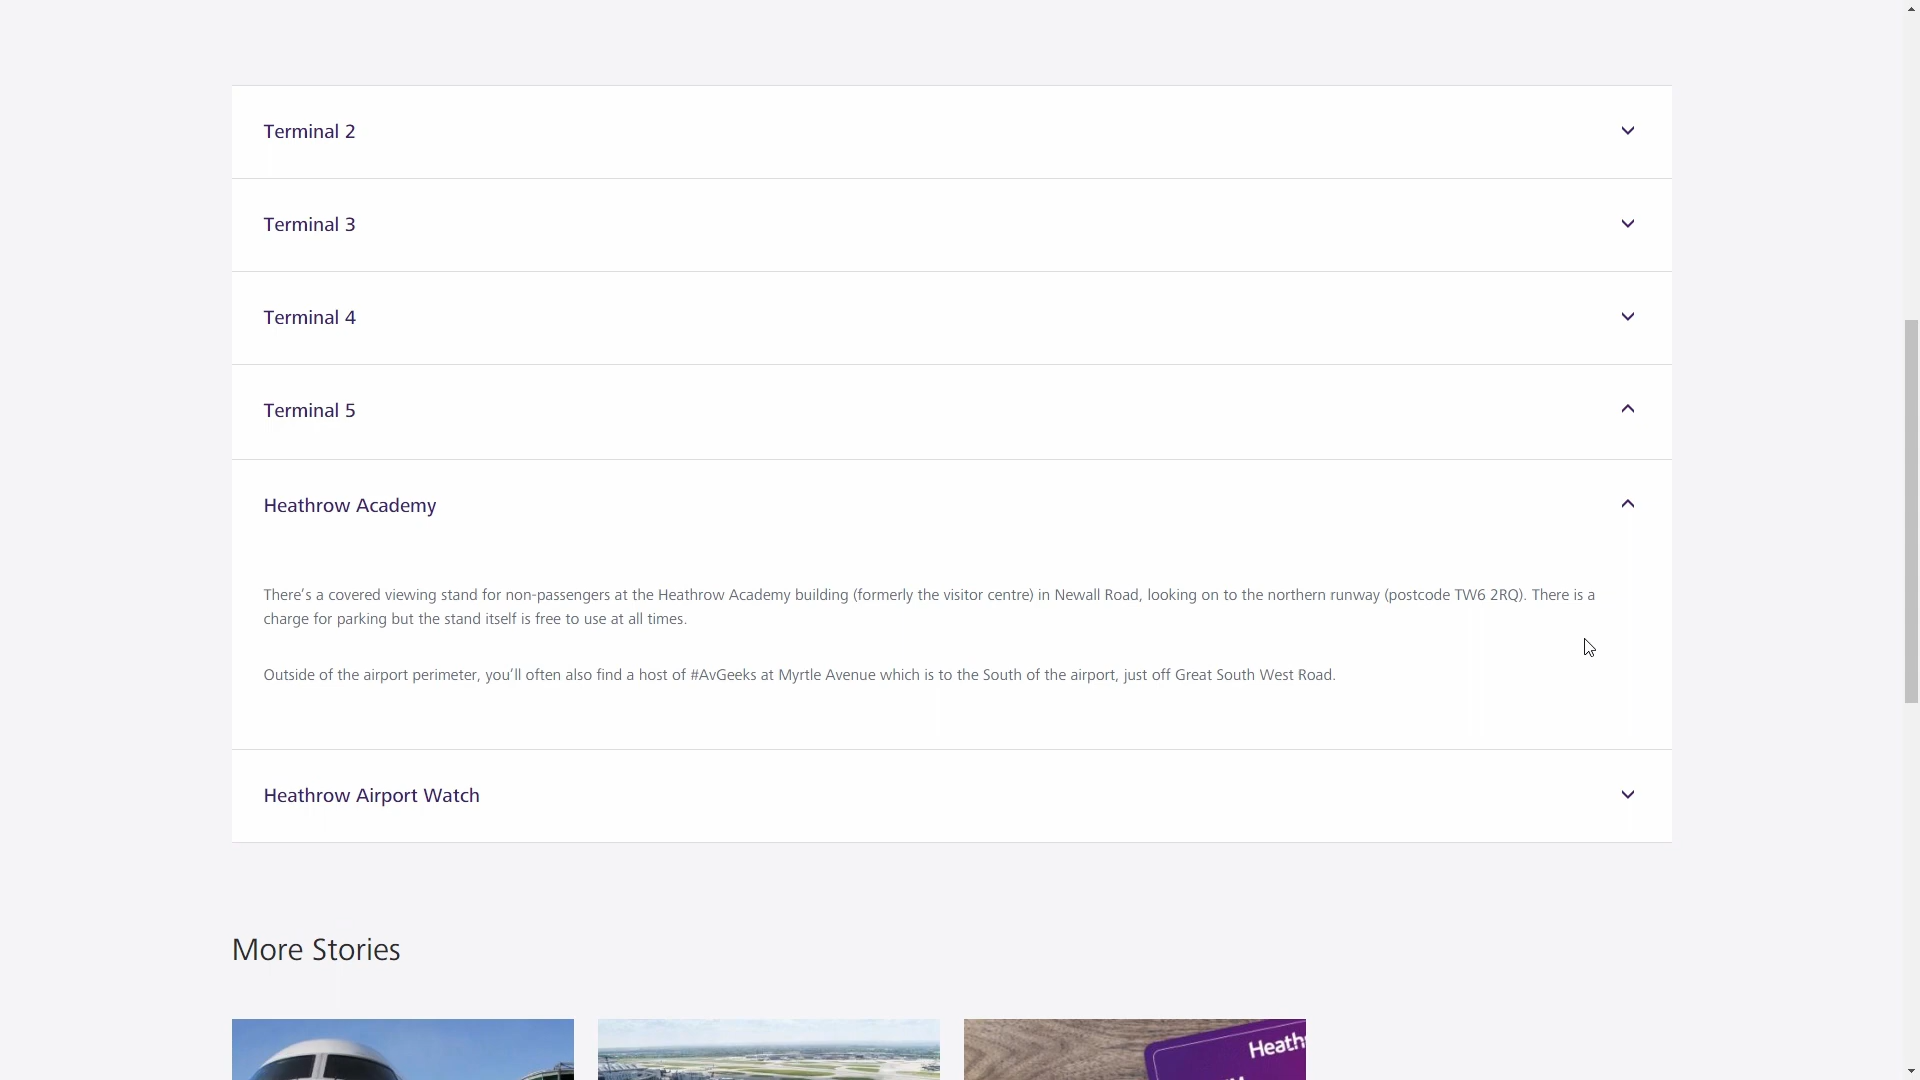 Terminal 2
Terminal 3
Terminal 4
Terminal 5
Heathrow Academy
There’s a covered viewing stand for non-passengers at the Heathrow Academy building (formerly the visitor centre) in Newall Road, looking on to the northern runway (postcode TW6 2RQ). There is a
charge for parking but the stand itself is free to use at all times.
Outside of the airport perimeter, you’ll often also find a host of #AvGeeks at Myrtle Avenue which is to the South of the airport, just off Great South West Road.
Heathrow Airport Watch
More Stories